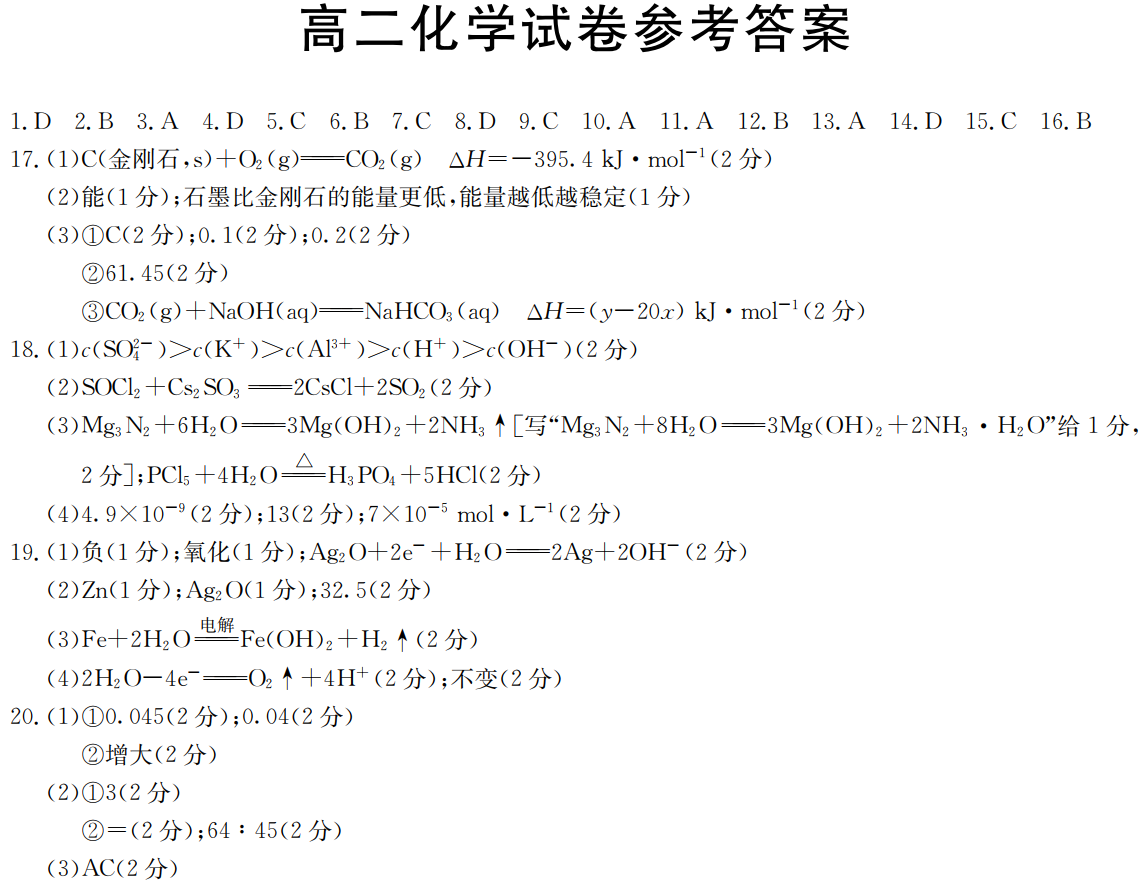 高二化学试卷参考答案
1. D 2. B 3. A 4. D 5. C 6. B 7. C 8. D 9. C 10. A 11. A 12. B 13. A 14. D 15. C 16. B
17. (1)C(金刚石,s)+O₂(g)══CO₂(g) ΔH=−395.4 kJ·mol⁻¹(2分)
(2)能(1分);石墨比金刚石的能量更低,能量越低越稳定(1分)
(3)①C(2分);0.1(2分);0.2(2分)
②61.45(2分)
③CO₂(g)+NaOH(aq)══NaHCO₃(aq) ΔH=(y−20x) kJ·mol⁻¹(2分)
18. (1)c(SO₄²⁻)>c(K⁺)>c(Al³⁺)>c(H⁺)>c(OH⁻)(2分)
(2)SOCl₂+Cs₂SO₃══2CsCl+2SO₂(2分)
(3)Mg₃N₂+6H₂O══3Mg(OH)₂+2NH₃↑[写“Mg₃N₂+8H₂O══3Mg(OH)₂+2NH₃·H₂O”给1分,
2分];PCl₅+4H₂O═△═H₃PO₄+5HCl(2分)
(4)4.9×10⁻⁹(2分);13(2分);7×10⁻⁵ mol·L⁻¹(2分)
19. (1)负(1分);氧化(1分);Ag₂O+2e⁻+H₂O══2Ag+2OH⁻(2分)
(2)Zn(1分);Ag₂O(1分);32.5(2分)
(3)Fe+2H₂O═电解═Fe(OH)₂+H₂↑(2分)
(4)2H₂O−4e⁻══O₂↑+4H⁺(2分);不变(2分)
20. (1)①0.045(2分);0.04(2分)
②增大(2分)
(2)①3(2分)
②=(2分);64∶45(2分)
(3)AC(2分)